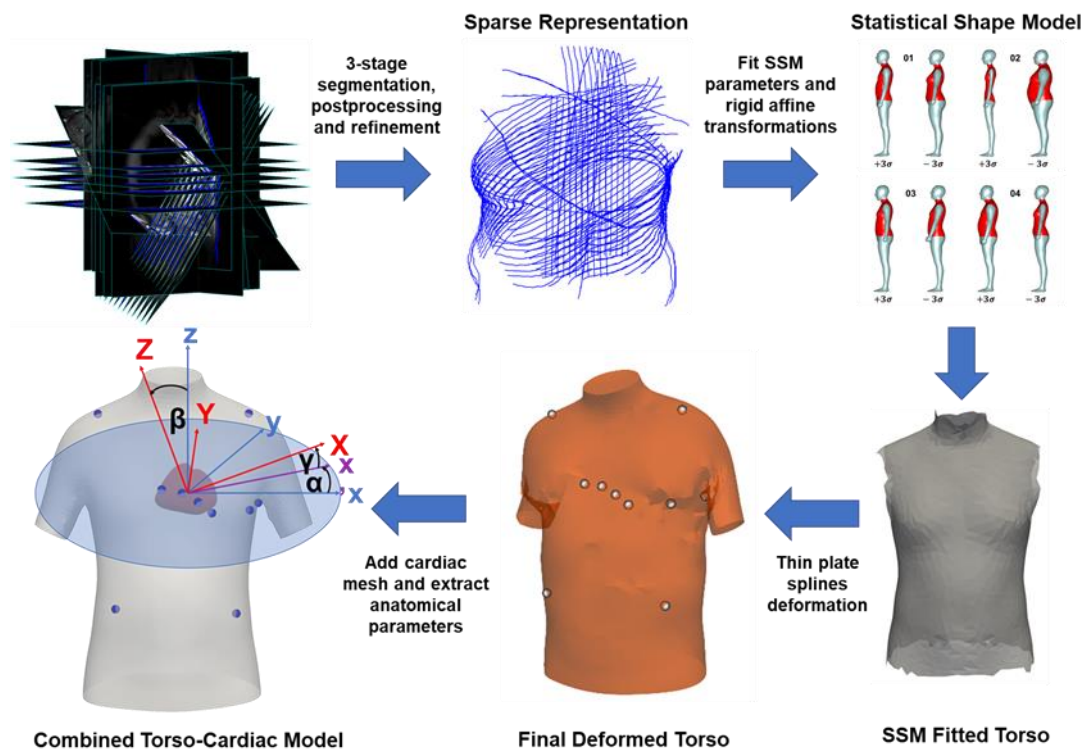 Sparse Representation
Statistical Shape Model
3-stage
segmentation,
postprocessing
and refinement
Fit SSM
parameters and
rigid affine
transformations
01
02
+3σ
− 3σ
+3σ
− 3σ
03
04
+3σ
− 3σ
+3σ
− 3σ
z
Z
β
Y
y
X
γ
x
α
x
Add cardiac
mesh and extract
anatomical
parameters
Thin plate
splines
deformation
Combined Torso-Cardiac Model
Final Deformed Torso
SSM Fitted Torso